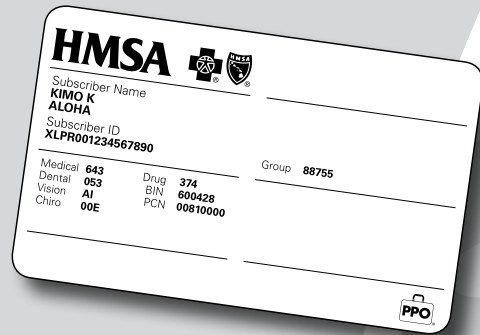 HMSA
Subscriber Name
KIMO K
ALOHA
Subscriber ID
XLPR001234567890
Group 88755
Medical 643
Dental 053
Vision AI
Chiro 00E
Drug 374
BIN 600428
PCN 00810000
PPO